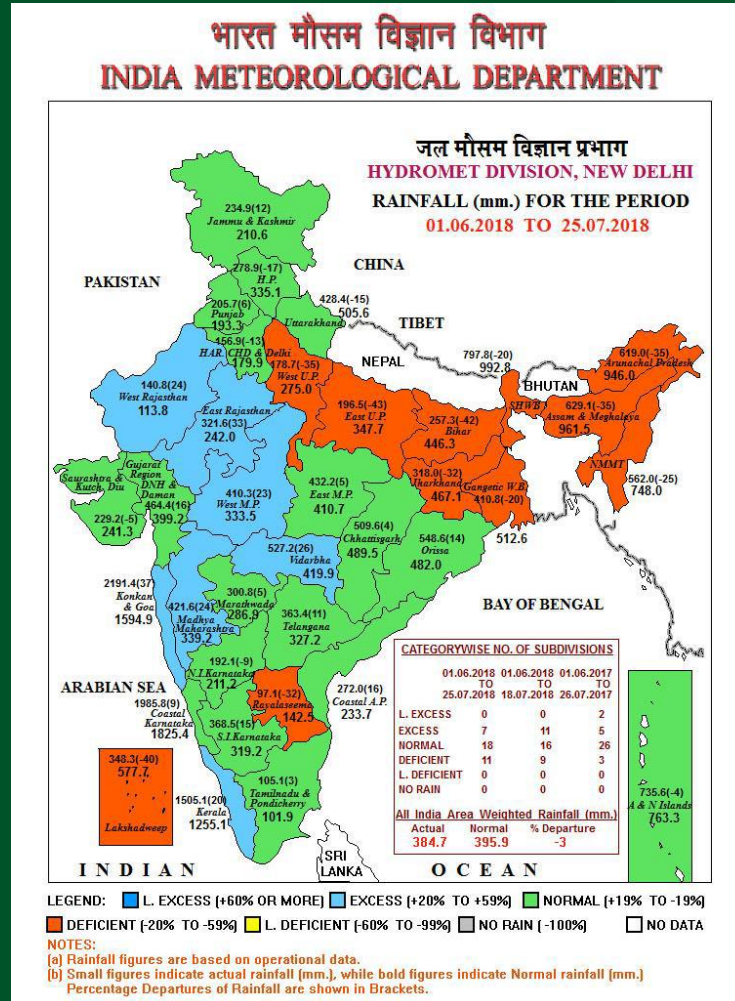 भारत मौसम विज्ञान विभाग
INDIA METEOROLOGICAL DEPARTMENT
जल मौसम विज्ञान प्रभाग
HYDROMET DIVISION, NEW DELHI
RAINFALL (mm.) FOR THE PERIOD
01.06.2018 TO 25.07.2018
234.9(12)
Jammu & Kashmir
210.6
CHINA
PAKISTAN
278.9(-17)
H.P.
335.1
205.7(6)
Punjab
193.3
428.4(-15)
505.6
Uttarakhand
TIBET
156.9(-13)
HAR. CHD & Delhi
179.9
NEPAL
178.7(-35)
West U.P.
275.0
797.8(-20)
992.8
BHUTAN
619.0(-35)
Arunachal Pradesh
946.0
140.8(24)
West Rajasthan
113.8
East Rajasthan
321.6(33)
242.0
196.5(-43)
East U.P.
347.7
257.3(-42)
Bihar
446.3
SHWB
629.1(-35)
Assam & Meghalaya
961.5
NMMT
562.0(-25)
748.0
Saurashtra &
Kutch, Diu
229.2(-5)
241.3
Gujarat
Region
DNH &
Daman
464.4(16)
399.2
410.3(23)
West M.P.
333.5
432.2(5)
East M.P.
410.7
318.0(-32)
Jharkhand
467.1
Gangetic W.B.
410.8(-20)
512.6
509.6(4)
Chhattisgarh
489.5
548.6(14)
Orissa
482.0
527.2(26)
Vidarbha
419.9
2191.4(37)
Konkan
& Goa
1594.9
421.6(24)
Madhya
Maharashtra
339.2
300.8(5)
Marathwada
286.9
363.4(11)
Telangana
327.2
BAY OF BENGAL
ARABIAN SEA
192.1(-9)
N.I.Karnataka
211.2
97.1(-32)
Rayalaseema
142.5
272.0(16)
Coastal A.P.
233.7
1985.8(9)
Coastal
Karnataka
1825.4
368.5(15)
S.I.Karnataka
319.2
348.3(-40)
577.7
Lakshadweep
1505.1(20)
Kerala
1255.1
105.1(3)
Tamilnadu &
Pondicherry
101.9
735.6(-4)
A & N Islands
763.3
SRI
LANKA
INDIAN OCEAN
CATEGORYWISE NO. OF SUBDIVISIONS
01.06.2018 01.06.2018 01.06.2017
TO TO TO
25.07.2018 18.07.2018 26.07.2017
L. EXCESS 0 0 2
EXCESS 7 11 5
NORMAL 18 16 26
DEFICIENT 11 9 3
L. DEFICIENT 0 0 0
NO RAIN 0 0 0
All India Area Weighted Rainfall (mm.)
Actual Normal % Departure
384.7 395.9 -3
LEGEND: L. EXCESS (+60% OR MORE) EXCESS (+20% TO +59%) NORMAL (+19% TO -19%)
DEFICIENT (-20% TO -59%) L. DEFICIENT (-60% TO -99%) NO RAIN (-100%) NO DATA
NOTES:
(a) Rainfall figures are based on operational data.
(b) Small figures indicate actual rainfall (mm.), while bold figures indicate Normal rainfall (mm.)
Percentage Departures of Rainfall are shown in Brackets.